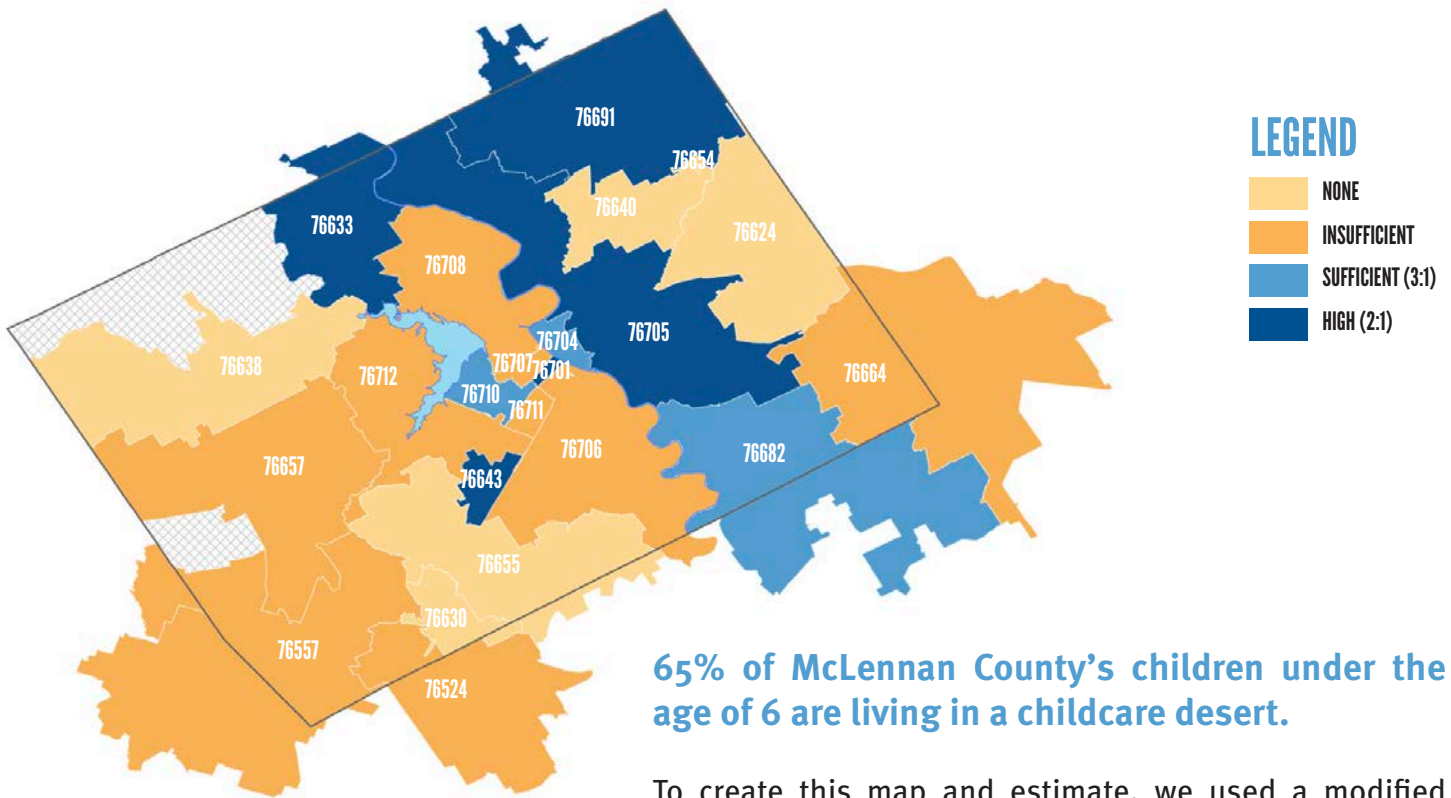 76691
76654
76640
76633
76624
76708
76705
76704
76707
76701
76638
76712
76710
76711
76664
76706
76682
76657
76643
76655
76630
76557
76524
LEGEND
NONE
INSUFFICIENT
SUFFICIENT (3:1)
HIGH (2:1)
65% of McLennan County's children under the
age of 6 are living in a childcare desert.
To create this map and estimate, we used a modified